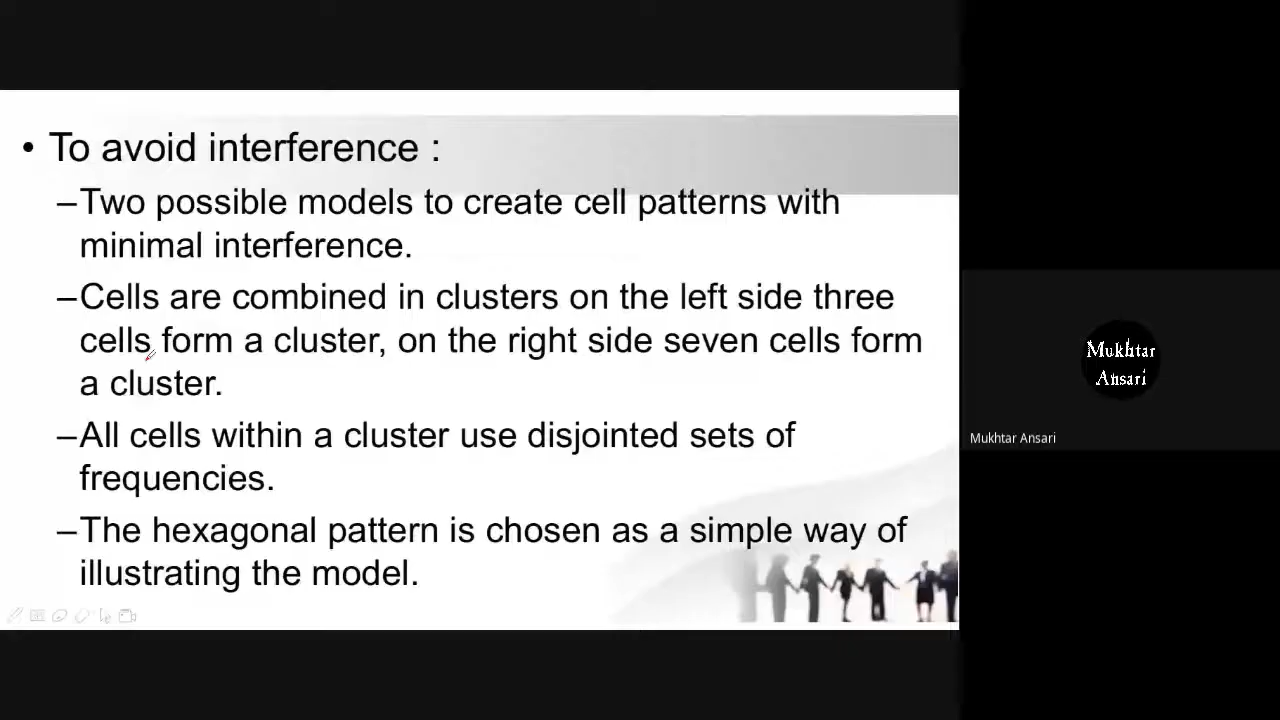 • To avoid interference :
–Two possible models to create cell patterns with
minimal interference.
–Cells are combined in clusters on the left side three
cells form a cluster, on the right side seven cells form
a cluster.
–All cells within a cluster use disjointed sets of
frequencies.
–The hexagonal pattern is chosen as a simple way of
illustrating the model.
Mukhtar
Ansari
Mukhtar Ansari